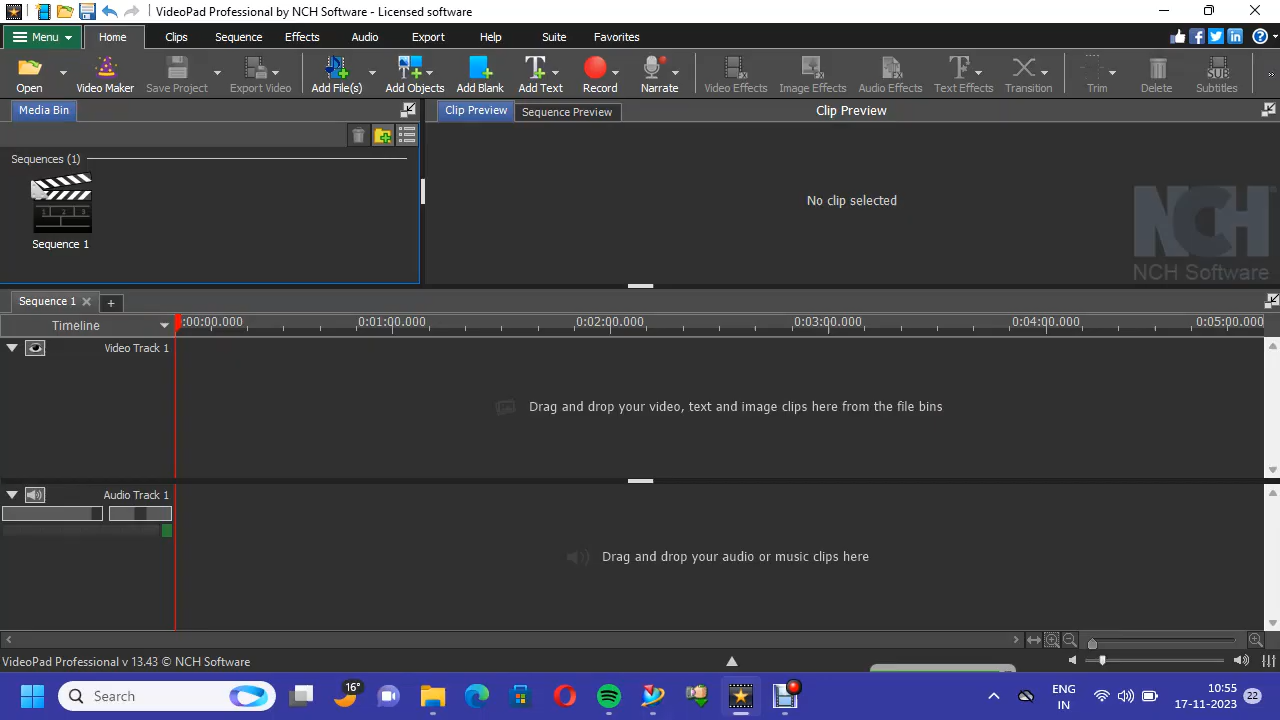 VideoPad Professional by NCH Software - Licensed software
Menu Home Clips Sequence Effects Audio Export Help Suite Favorites
Open Video Maker Save Project Export Video Add File(s) Add Objects Add Blank Add Text Record Narrate Video Effects Image Effects Audio Effects Text Effects Transition Trim Delete Subtitles
Media Bin
Clip Preview Sequence Preview Clip Preview
Sequences (1)
No clip selected
NCH
NCH Software
Sequence 1
Sequence 1
Timeline
:00:00.000 0:01:00.000 0:02:00.000 0:03:00.000 0:04:00.000 0:05:00.000
Video Track 1
Drag and drop your video, text and image clips here from the file bins
Audio Track 1
Drag and drop your audio or music clips here
VideoPad Professional v 13.43 © NCH Software
Search
16°
ENG
IN
10:55
17-11-2023
22